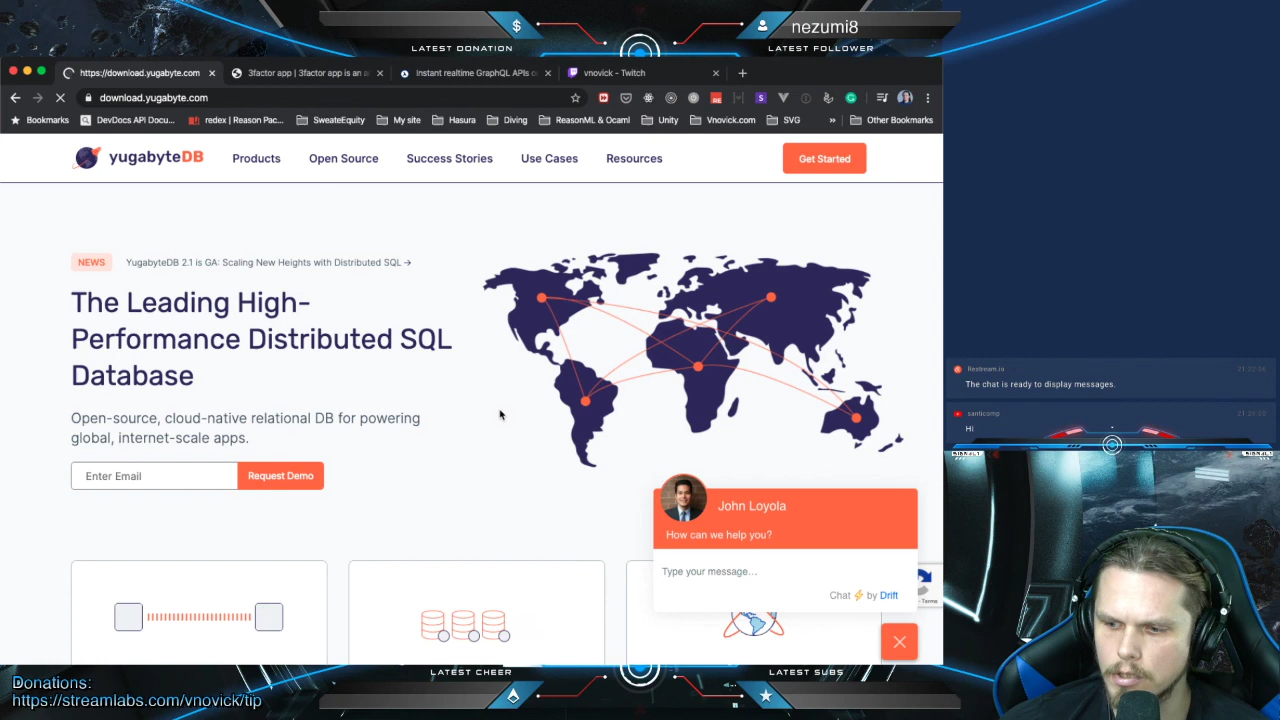 $
nezumi8
LATEST DONATION
LATEST FOLLOWER
https://download.yugabyte.com
3factor app | 3factor app is an a
Instant realtime GraphQL APIs o
vnovick - Twitch
download.yugabyte.com
Bookmarks
DevDocs API Docu...
redex | Reason Pac...
SweateEquity
My site
Hasura
Diving
ReasonML & Ocaml
Unity
Vnovick.com
SVG
»
Other Bookmarks
yugabyteDB
Products
Open Source
Success Stories
Use Cases
Resources
Get Started
NEWS
YugabyteDB 2.1 is GA: Scaling New Heights with Distributed SQL →
The Leading High-
Performance Distributed SQL
Database
Open-source, cloud-native relational DB for powering
global, internet-scale apps.
Enter Email
Request Demo
John Loyola
How can we help you?
Type your message...
Chat ⚡ by Drift
Restream.io
The chat is ready to display messages.
santicomp
Hi
LATEST CHEER
LATEST SUBS
Donations:
https://streamlabs.com/vnovick/tip